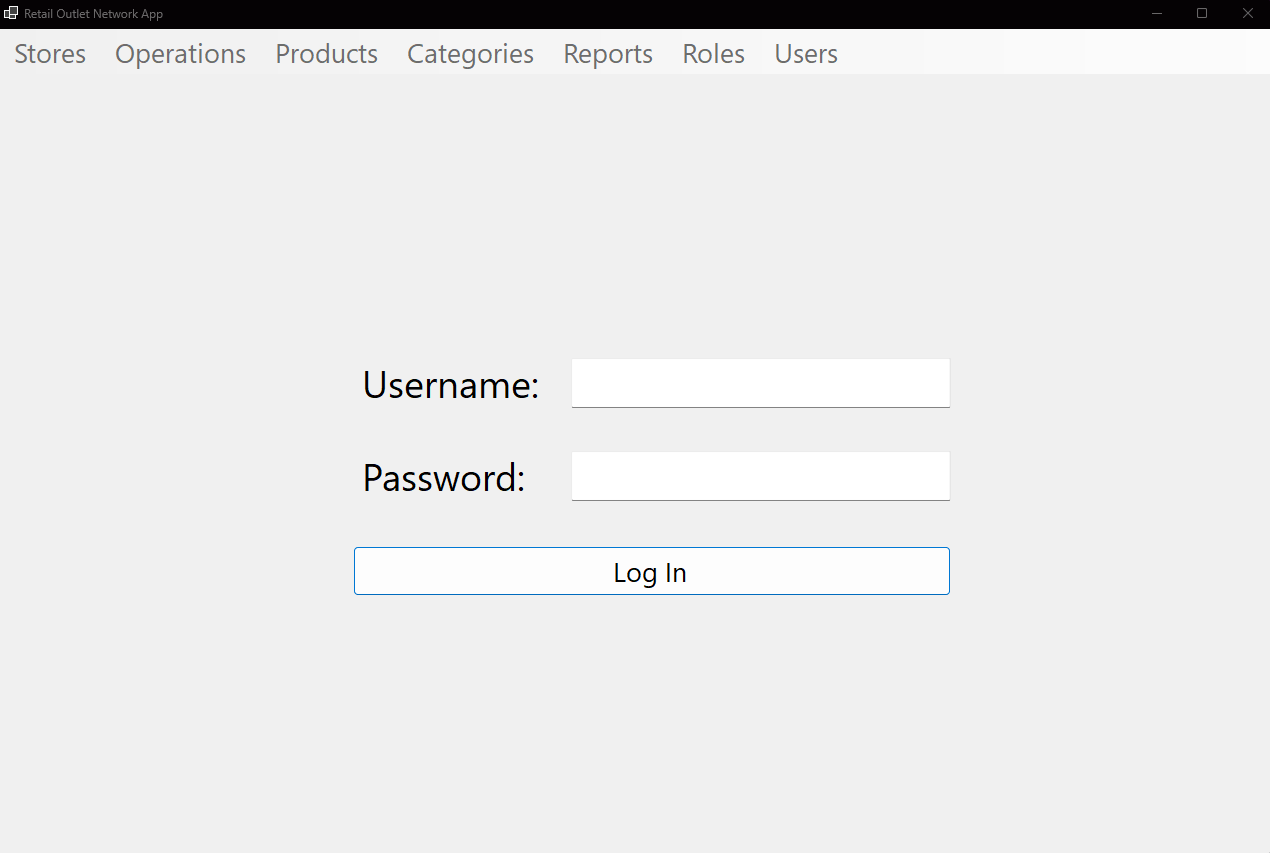 Retail Outlet Network App
Stores Operations Products Categories Reports Roles Users
Username:
Password:
Log In